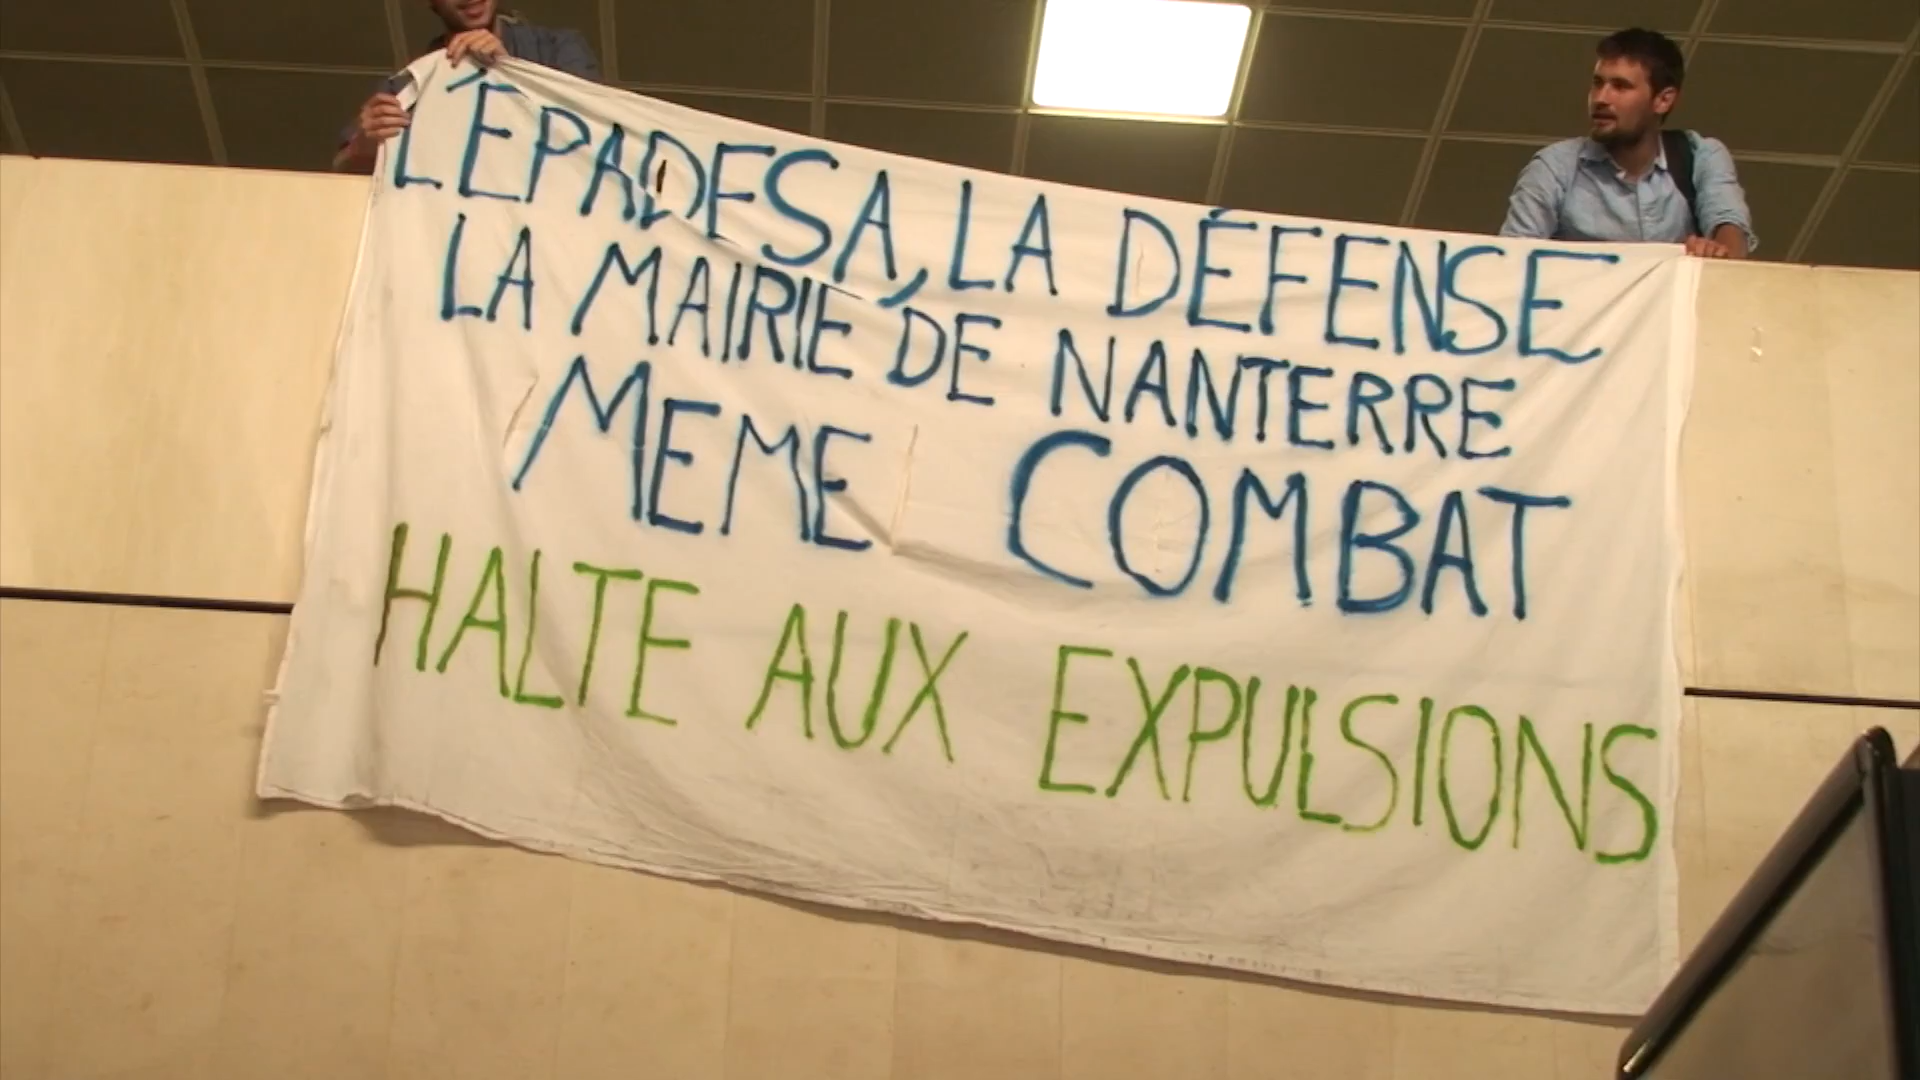 L'ÉPADESA, LA DÉFENSE
LA MAIRIE DE NANTERRE
MEME COMBAT
HALTE AUX EXPULSIONS